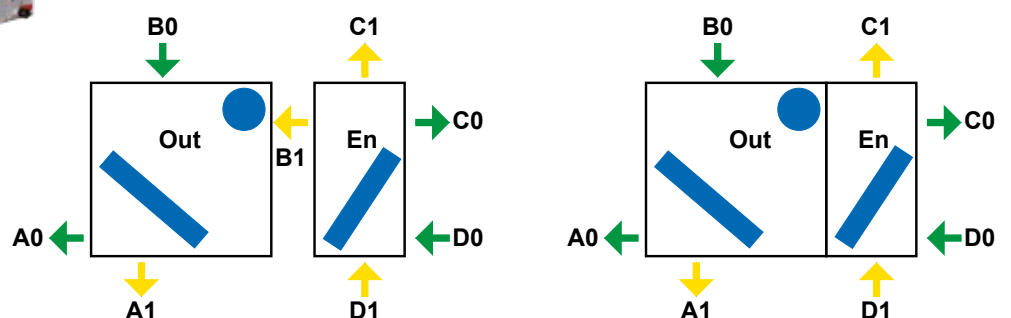 B0 C1 B0 C1
Out En C0 Out En C0
B1
A0 D0 A0 D0
A1 D1 A1 D1